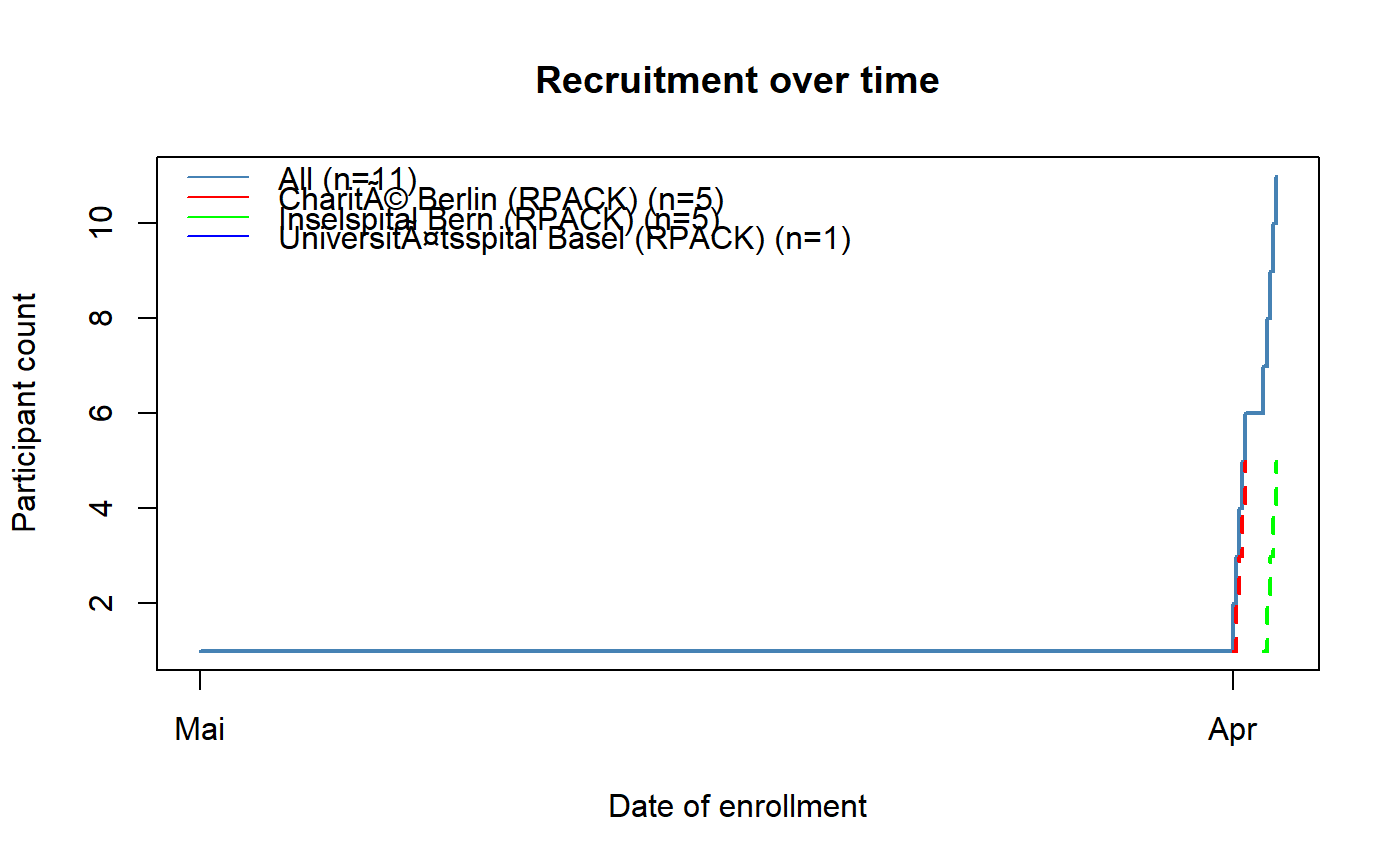 Recruitment over time
All (n=11)
CharitÃ© Berlin (RPACK) (n=5)
Inselspital Bern (RPACK) (n=5)
UniversitÃ¤tsspital Basel (RPACK) (n=1)
Participant count
10
8
6
4
2
Mai
Apr
Date of enrollment